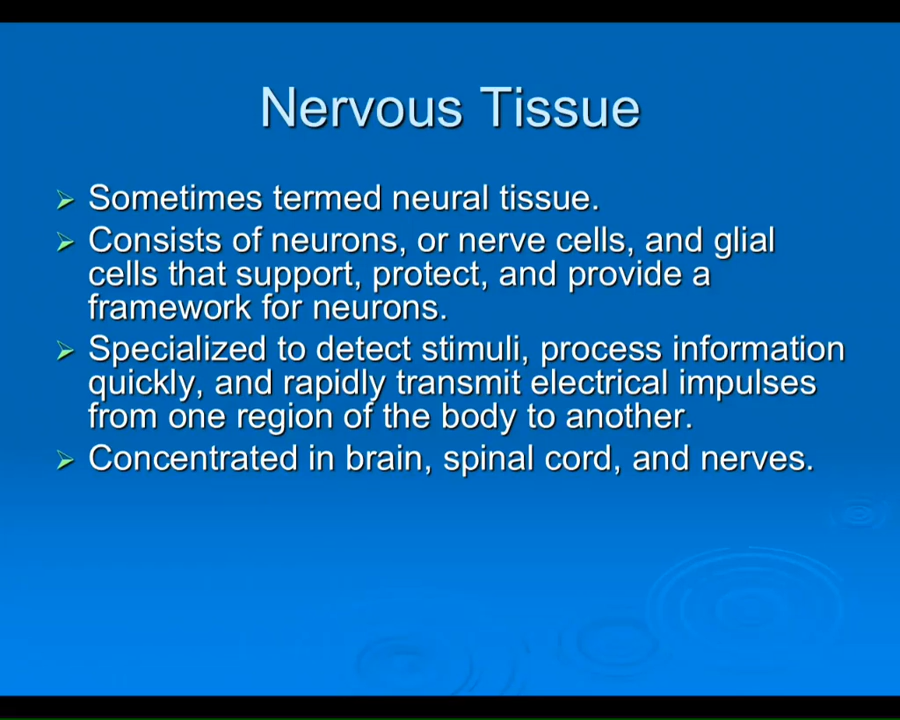 Nervous Tissue
Sometimes termed neural tissue.
Consists of neurons, or nerve cells, and glial
cells that support, protect, and provide a
framework for neurons.
Specialized to detect stimuli, process information
quickly, and rapidly transmit electrical impulses
from one region of the body to another.
Concentrated in brain, spinal cord, and nerves.